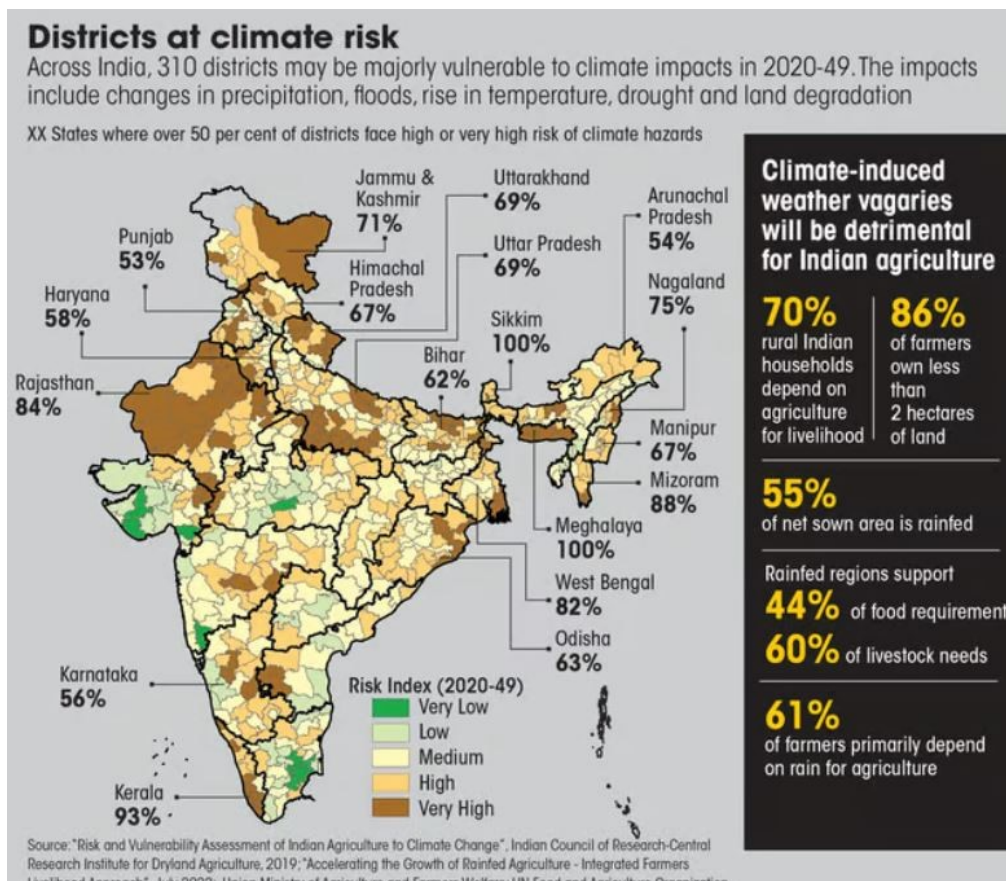 Districts at climate risk
Across India, 310 districts may be majorly vulnerable to climate impacts in 2020-49. The impacts
include changes in precipitation, floods, rise in temperature, drought and land degradation
XX States where over 50 per cent of districts face high or very high risk of climate hazards
Jammu &
Kashmir
71%
Uttarakhand
69%
Arunachal
Pradesh
54%
Punjab
53%
Uttar Pradesh
69%
Himachal
Pradesh
67%
Nagaland
75%
Haryana
58%
Sikkim
100%
Bihar
62%
Rajasthan
84%
Manipur
67%
Mizoram
88%
Meghalaya
100%
West Bengal
82%
Odisha
63%
Karnataka
56%
Kerala
93%
Risk Index (2020-49)
Very Low
Low
Medium
High
Very High
Climate-induced
weather vagaries
will be detrimental
for Indian agriculture
70%
rural Indian
households
depend on
agriculture
for livelihood
86%
of farmers
own less
than
2 hectares
of land
55%
of net sown area is rainfed
Rainfed regions support
44% of food requirement
60% of livestock needs
61%
of farmers primarily depend
on rain for agriculture
Source: "Risk and Vulnerability Assessment of Indian Agriculture to Climate Change", Indian Council of Research-Central
Research Institute for Dryland Agriculture, 2019; "Accelerating the Growth of Rainfed Agriculture - Integrated Farmers